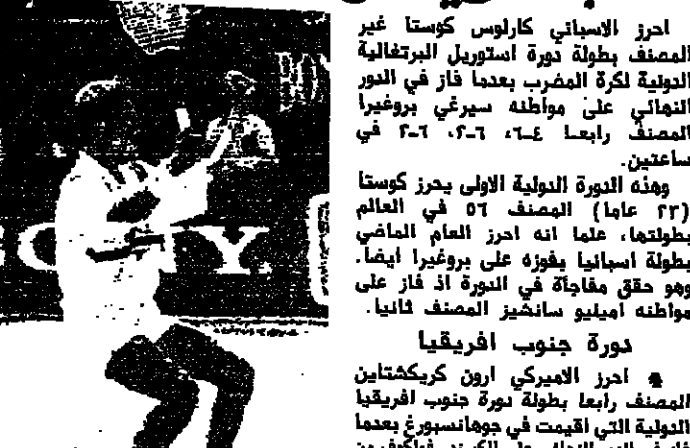 احرز الاسباني كارلوس كوستا غير
المصنف بطولة دورة استوريل البرتغالية
الدولية لكرة المضرب بعدما فاز في الدور
النهائي على مواطنه سيرغي بروغيرا
المصنف رابعا ٤-٦، ٦-٢، ٦-٢ في
ساعتين.
وهذه الدورة الدولية الاولى يحرز كوستا
(٢٣ عاما) المصنف ٥٦ في العالم
بطولتها، علما انه احرز العام الماضي
بطولة اسبانيا بفوزه على بروغيرا ايضا.
وهو حقق مفاجأة في الدورة اذ فاز على
مواطنه اميليو سانشيز المصنف ثانيا.
دورة جنوب افريقيا
احرز الاميركي ارون كريكشتاين
المصنف رابعا بطولة دورة جنوب افريقيا
الدولية التي اقيمت في جوهانسبورغ بعدما